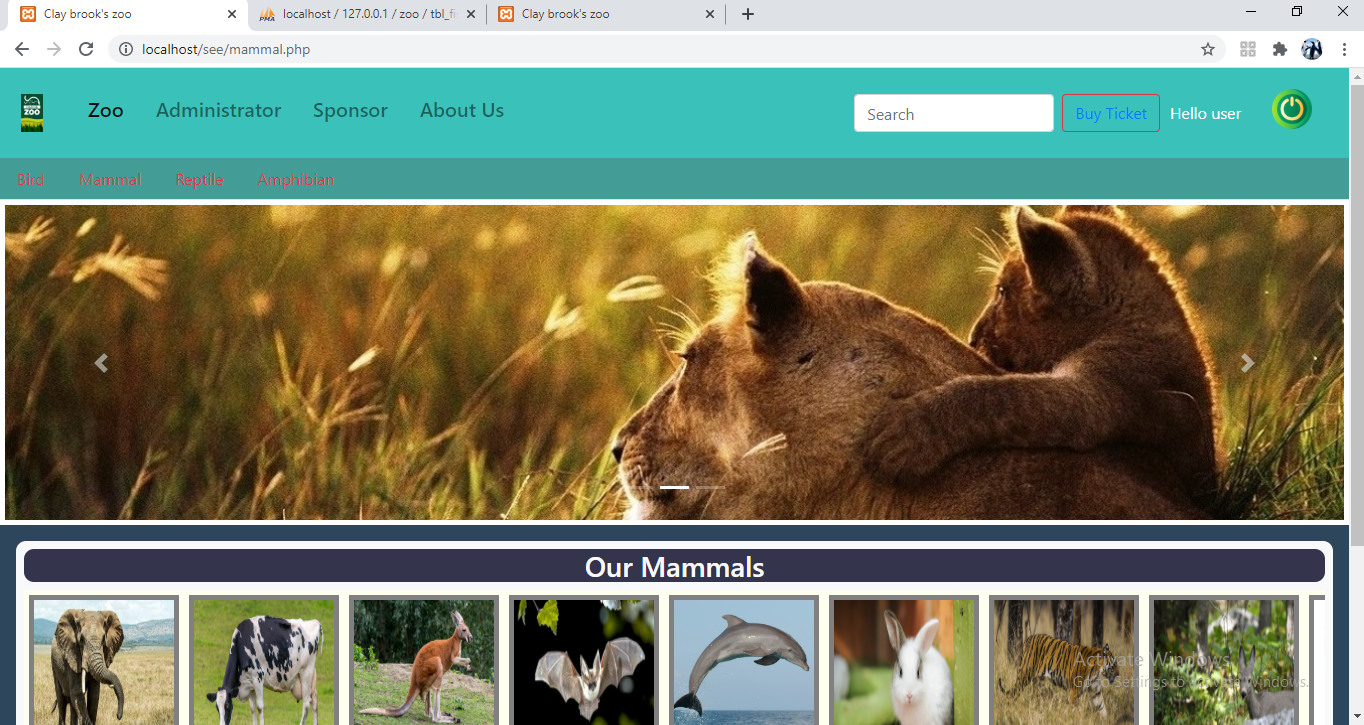 Clay brook's zoo
localhost / 127.0.0.1 / zoo / tbl_fi
Clay brook's zoo
localhost/see/mammal.php
ZOO
Zoo Administrator Sponsor About Us
Search
Buy Ticket
Hello user
Bird Mammal Reptile Amphibian
Our Mammals
Activate Windows
Go to Settings to activate Windows.